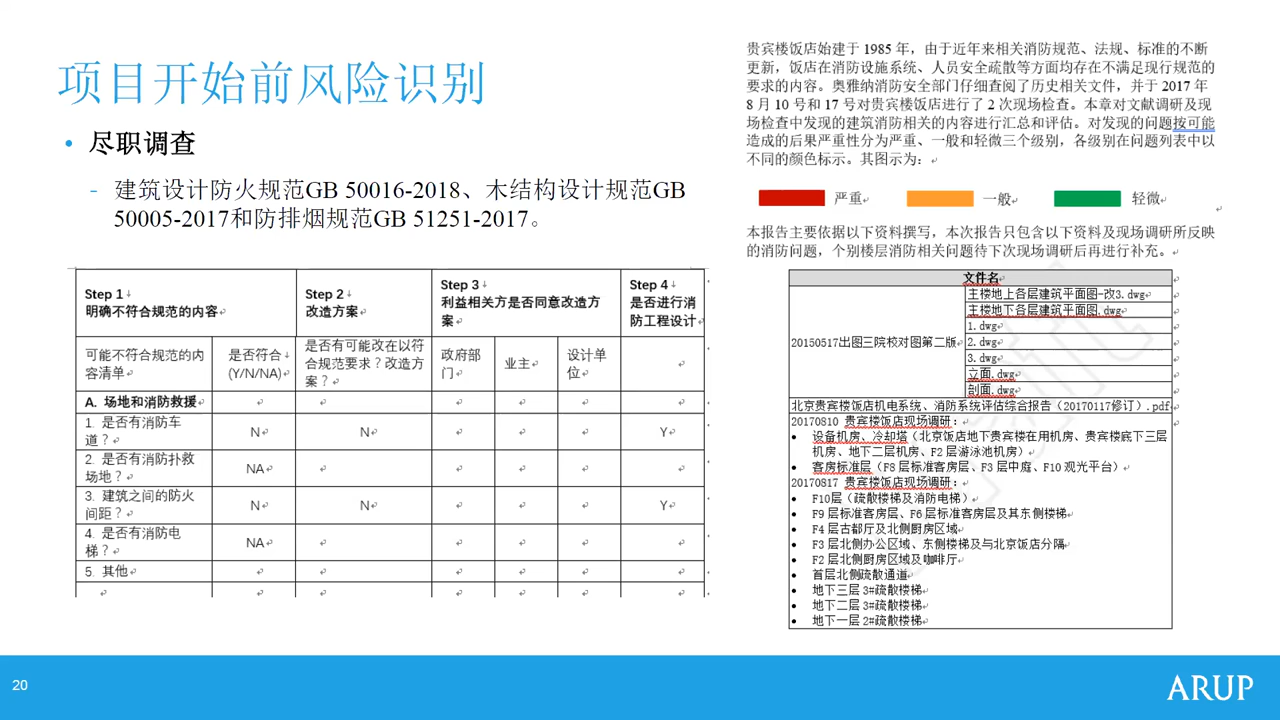 项目开始前风险识别
• 尽职调查
- 建筑设计防火规范GB 50016-2018、木结构设计规范GB
50005-2017和防排烟规范GB 51251-2017。
Step 1
明确不符合规范的内容
Step 2
改造方案
Step 3
利益相关方是否同意改造方
案
Step 4
是否进行消
防工程设计
可能不符合规范的内
容清单
是否符合
(Y/N/NA)
是否有可能改在以符
合规范要求？改造方
案？
政府部
门
业主
设计单
位
A. 场地和消防救援
1. 是否有消防车
道？
N
N
Y
2. 是否有消防扑救
场地？
NA
3. 建筑之间的防火
间距？
N
N
Y
4. 是否有消防电
梯？
NA
5. 其他
贵宾楼饭店始建于 1985 年，由于近年来相关消防规范、法规、标准的不断
更新，饭店在消防设施系统、人员安全疏散等方面均存在不满足现行规范的
要求的内容。奥雅纳消防安全部门仔细查阅了历史相关文件，并于 2017 年
8 月 10 号和 17 号对贵宾楼饭店进行了 2 次现场检查。本章对文献调研及现
场检查中发现的建筑消防相关的内容进行汇总和评估。对发现的问题按可能
造成的后果严重性分为严重、一般和轻微三个级别，各级别在问题列表中以
不同的颜色标示。其图示为：
严重 一般 轻微
本报告主要依据以下资料撰写，本次报告只包含以下资料及现场调研所反映
的消防问题，个别楼层消防相关问题待下次现场调研后再进行补充。
文件名
20150517出图三院校对图第二版
主楼地上各层建筑平面图-改3.dwg
主楼地下各层建筑平面图.dwg
1.dwg
2.dwg
3.dwg
立面.dwg
剖面.dwg
北京贵宾楼饭店机电系统、消防系统评估综合报告（20170117修订）.pdf
20170810 贵宾楼饭店现场调研：
• 设备机房、冷却塔（北京饭店地下贵宾楼在用机房、贵宾楼底下三层
机房、地下二层机房、F2 层游泳池机房）
• 客房标准层（F8 层标准客房层、F3 层中庭、F10 观光平台）
20170817 贵宾楼饭店现场调研：
• F10层（疏散楼梯及消防电梯）
• F9 层标准客房层、F6 层标准客房层及其东侧楼梯
• F4 层古都厅及北侧厨房区域
• F3 层北侧办公区域、东侧楼梯及与北京饭店分隔
• F2 层北侧厨房区域及咖啡厅
• 首层北侧疏散通道
• 地下三层 3#疏散楼梯
• 地下二层 3#疏散楼梯
• 地下一层 2#疏散楼梯
20
ARUP